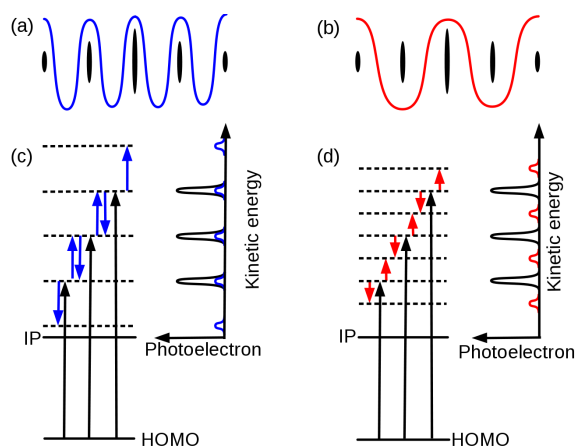 (a)
(b)
(c)
Kinetic energy
IP
Photoelectron
HOMO
(d)
Kinetic energy
IP
Photoelectron
HOMO